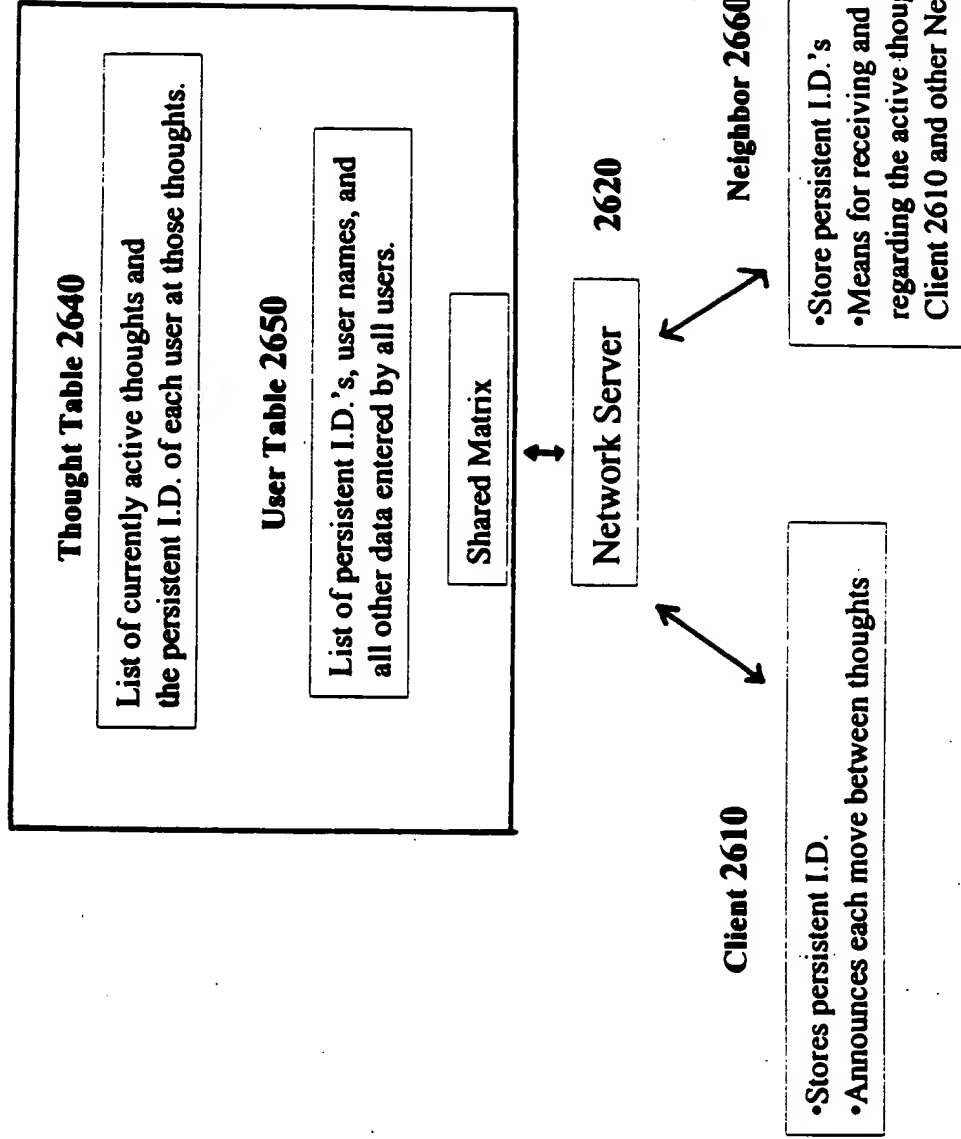 Thought Table 2640
List of currently active thoughts and
the persistent I.D. of each user at those thoughts.
User Table 2650
List of persistent I.D.'s, user names, and
all other data entered by all users.
Shared Matrix
Network Server
2620
Client 2610
•Stores persistent I.D.
•Announces each move between thoughts
Neighbor 2660
•Store persistent I.D.'s
•Means for receiving and
regarding the active
Client 2610 and other